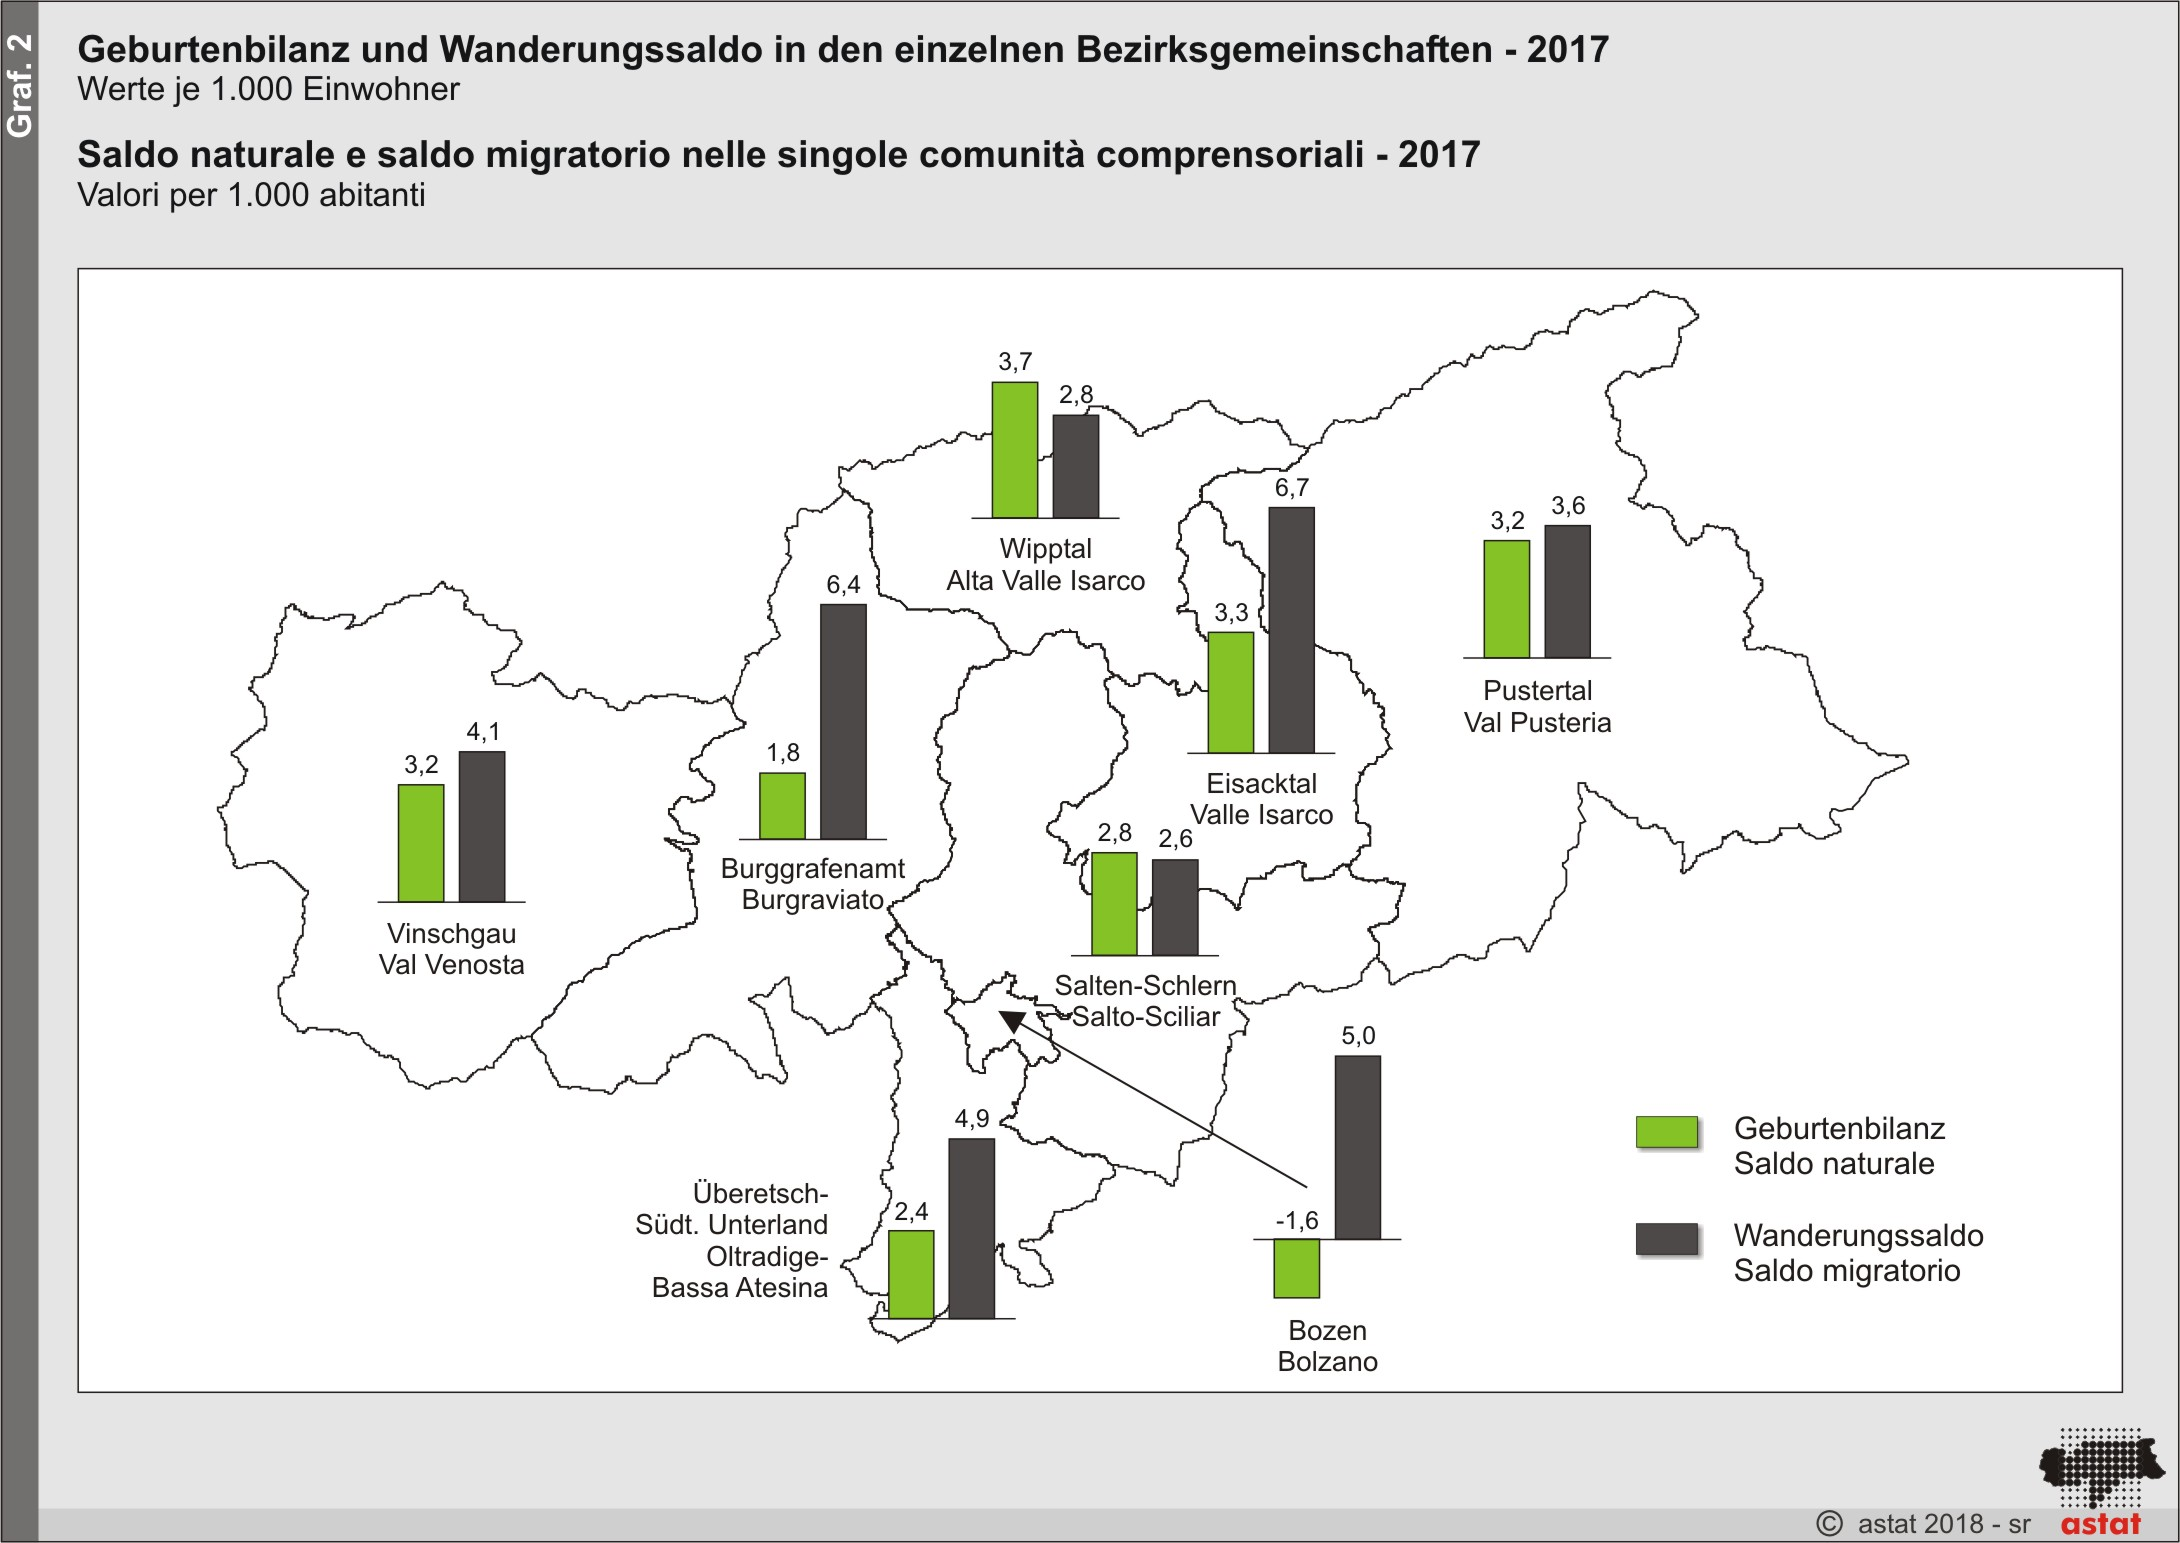 Graf. 2
Geburtenbilanz und Wanderungssaldo in den einzelnen Bezirksgemeinschaften - 2017
Werte je 1.000 Einwohner
Saldo naturale e saldo migratorio nelle singole comunità comprensoriali - 2017
Valori per 1.000 abitanti
3,7
2,8
Wipptal
Alta Valle Isarco
6,7
3,3
Eisacktal
Valle Isarco
3,2
3,6
Pustertal
Val Pusteria
6,4
1,8
Burggrafenamt
Burgraviato
3,2
4,1
Vinschgau
Val Venosta
2,8
2,6
Salten-Schlern
Salto-Sciliar
4,9
2,4
Überetsch-
Südt. Unterland
Oltradige-
Bassa Atesina
5,0
-1,6
Bozen
Bolzano
Geburtenbilanz
Saldo naturale
Wanderungssaldo
Saldo migratorio
© astat 2018 - sr
astat